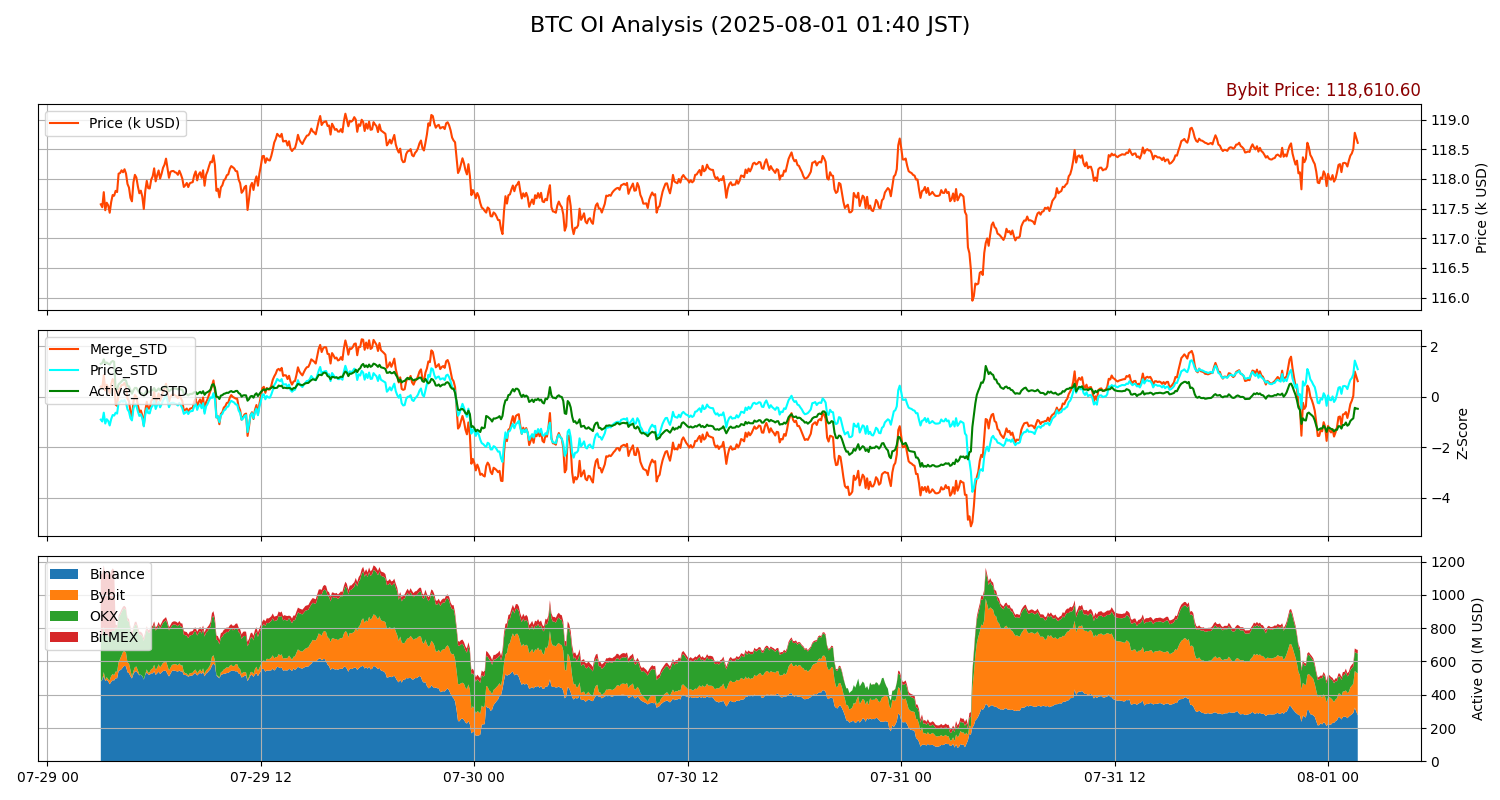 BTC OI Analysis (2025-08-01 01:40 JST)
Bybit Price: 118,610.60
Price (k USD)
119.0
118.5
118.0
117.5
117.0
116.5
116.0
Price (k USD)
Merge_STD
Price_STD
Active_OI_STD
2
0
−2
−4
Z-Score
Binance
Bybit
OKX
BitMEX
1200
1000
800
600
400
200
0
Active OI (M USD)
07-29 00
07-29 12
07-30 00
07-30 12
07-31 00
07-31 12
08-01 00